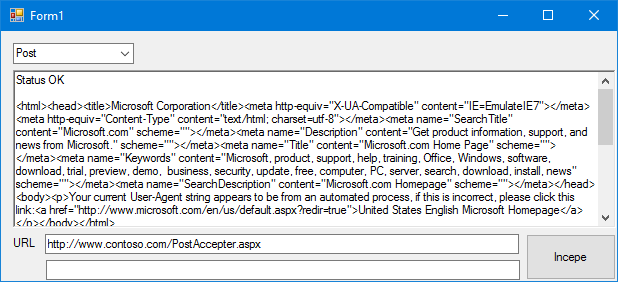 Form1
Post
Status OK
<html><head><title>Microsoft Corporation</title><meta http-equiv="X-UA-Compatible" content="IE=EmulateIE7"></meta>
<meta http-equiv="Content-Type" content="text/html; charset=utf-8"></meta><meta name="SearchTitle"
content="Microsoft.com" scheme=""></meta><meta name="Description" content="Get product information, support, and
news from Microsoft." scheme=""></meta><meta name="Title" content="Microsoft.com Home Page" scheme="">
</meta><meta name="Keywords" content="Microsoft, product, support, help, training, Office, Windows, software,
download, trial, preview, demo,  business, security, update, free, computer, PC, server, search, download, install, news"
scheme=""></meta><meta name="SearchDescription" content="Microsoft.com Homepage" scheme=""></meta></head>
<body><p>Your current User-Agent string appears to be from an automated process, if this is incorrect, please click this
link:<a href="http://www.microsoft.com/en/us/default.aspx?redir=true">United States English Microsoft Homepage</a>
</p></body></html>
URL http://www.contoso.com/PostAccepter.aspx
Incepe